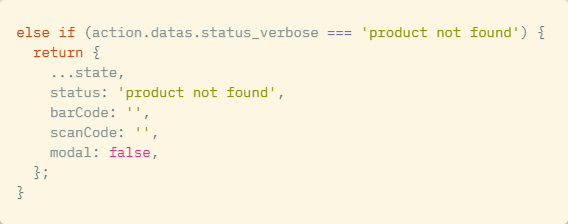 else if (action.datas.status_verbose === 'product not found') {
  return {
    ...state,
    status: 'product not found',
    barCode: '',
    scanCode: '',
    modal: false,
  };
}